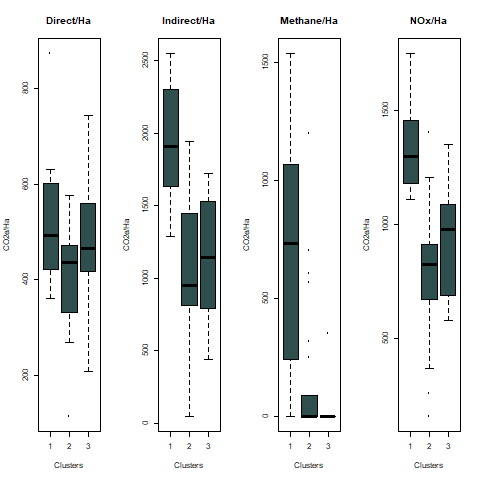 Direct/Ha
CO2e/Ha
200
400
600
800
1 2 3
Clusters
Indirect/Ha
CO2e/Ha
0
500
1000
1500
2000
2500
1 2 3
Clusters
Methane/Ha
CO2e/Ha
0
500
1000
1500
1 2 3
Clusters
NOx/Ha
CO2e/Ha
500
1000
1500
1 2 3
Clusters